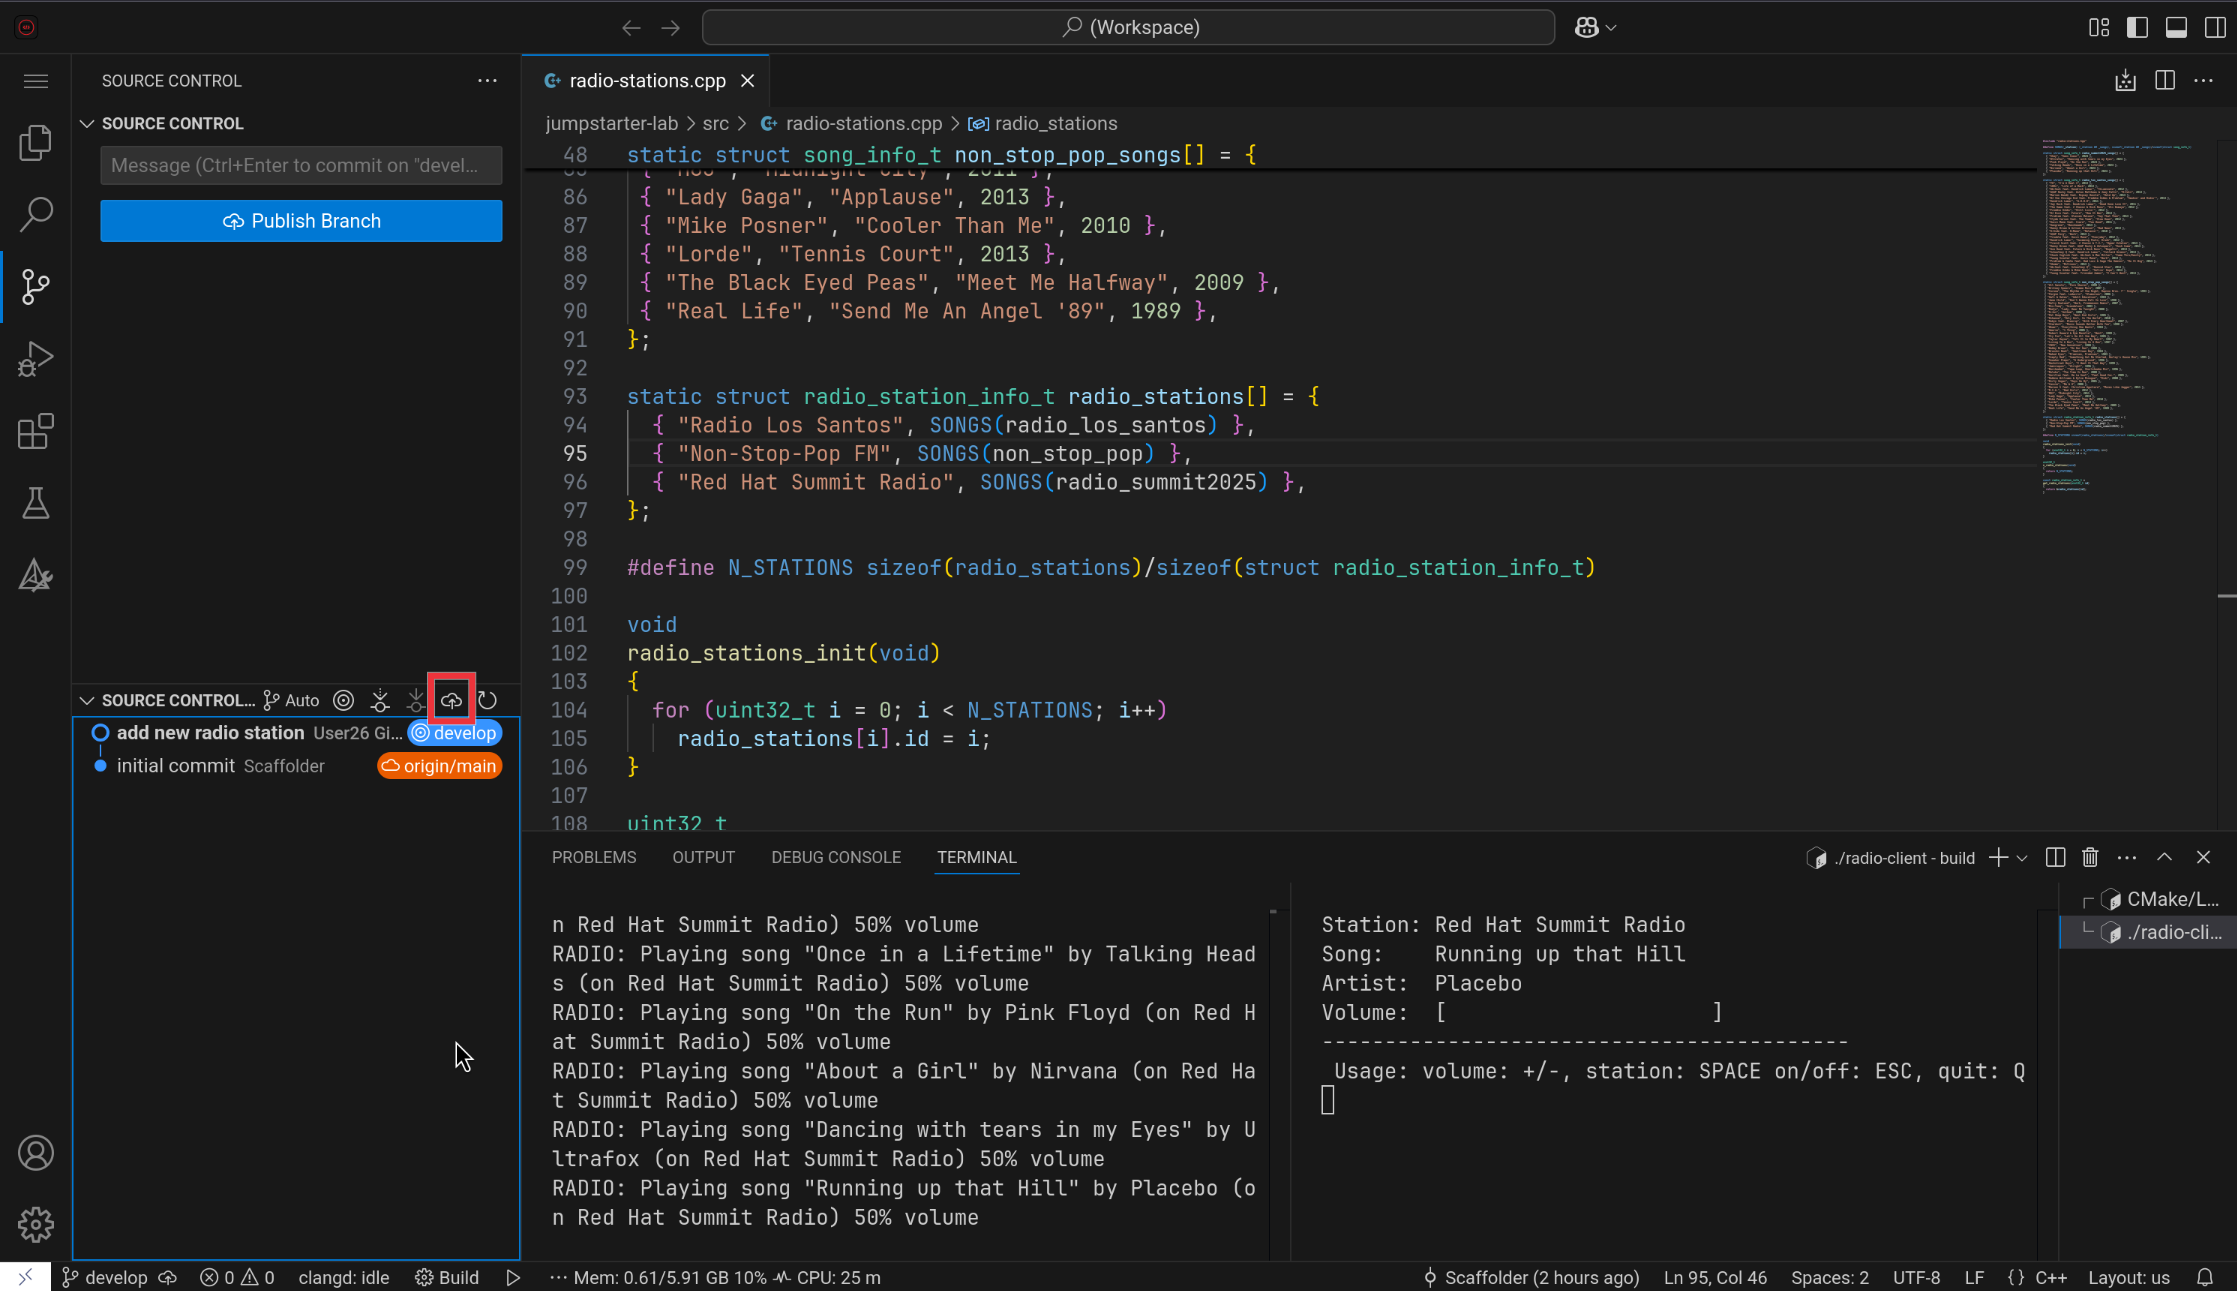 (Workspace)
SOURCE CONTROL
SOURCE CONTROL
Message (Ctrl+Enter to commit on "devel...
Publish Branch
SOURCE CONTROL... Auto
add new radio station User26 Gi... develop
initial commit Scaffolder origin/main
radio-stations.cpp
jumpstarter-lab > src > radio-stations.cpp > radio_stations
48 static struct song_info_t non_stop_pop_songs[] = {
86 { "Lady Gaga", "Applause", 2013 },
87 { "Mike Posner", "Cooler Than Me", 2010 },
88 { "Lorde", "Tennis Court", 2013 },
89 { "The Black Eyed Peas", "Meet Me Halfway", 2009 },
90 { "Real Life", "Send Me An Angel '89", 1989 },
91 };
92
93 static struct radio_station_info_t radio_stations[] = {
94 { "Radio Los Santos", SONGS(radio_los_santos) },
95 { "Non-Stop-Pop FM", SONGS(non_stop_pop) },
96 { "Red Hat Summit Radio", SONGS(radio_summit2025) },
97 };
98
99 #define N_STATIONS sizeof(radio_stations)/sizeof(struct radio_station_info_t)
100
101 void
102 radio_stations_init(void)
103 {
104 for (uint32_t i = 0; i < N_STATIONS; i++)
105 radio_stations[i].id = i;
106 }
107
108 uint32_t
PROBLEMS OUTPUT DEBUG CONSOLE TERMINAL
./radio-client - build
n Red Hat Summit Radio) 50% volume
RADIO: Playing song "Once in a Lifetime" by Talking Head
s (on Red Hat Summit Radio) 50% volume
RADIO: Playing song "On the Run" by Pink Floyd (on Red H
at Summit Radio) 50% volume
RADIO: Playing song "About a Girl" by Nirvana (on Red Ha
t Summit Radio) 50% volume
RADIO: Playing song "Dancing with tears in my Eyes" by U
ltrafox (on Red Hat Summit Radio) 50% volume
RADIO: Playing song "Running up that Hill" by Placebo (o
n Red Hat Summit Radio) 50% volume
Station: Red Hat Summit Radio
Song: Running up that Hill
Artist: Placebo
Volume: [ ]
------------------------------------------
Usage: volume: +/-, station: SPACE on/off: ESC, quit: Q
CMake/L...
./radio-cli...
develop 0 0 clangd: idle Build ··· Mem: 0.61/5.91 GB 10% CPU: 25 m Scaffolder (2 hours ago) Ln 95, Col 46 Spaces: 2 UTF-8 LF {} C++ Layout: us